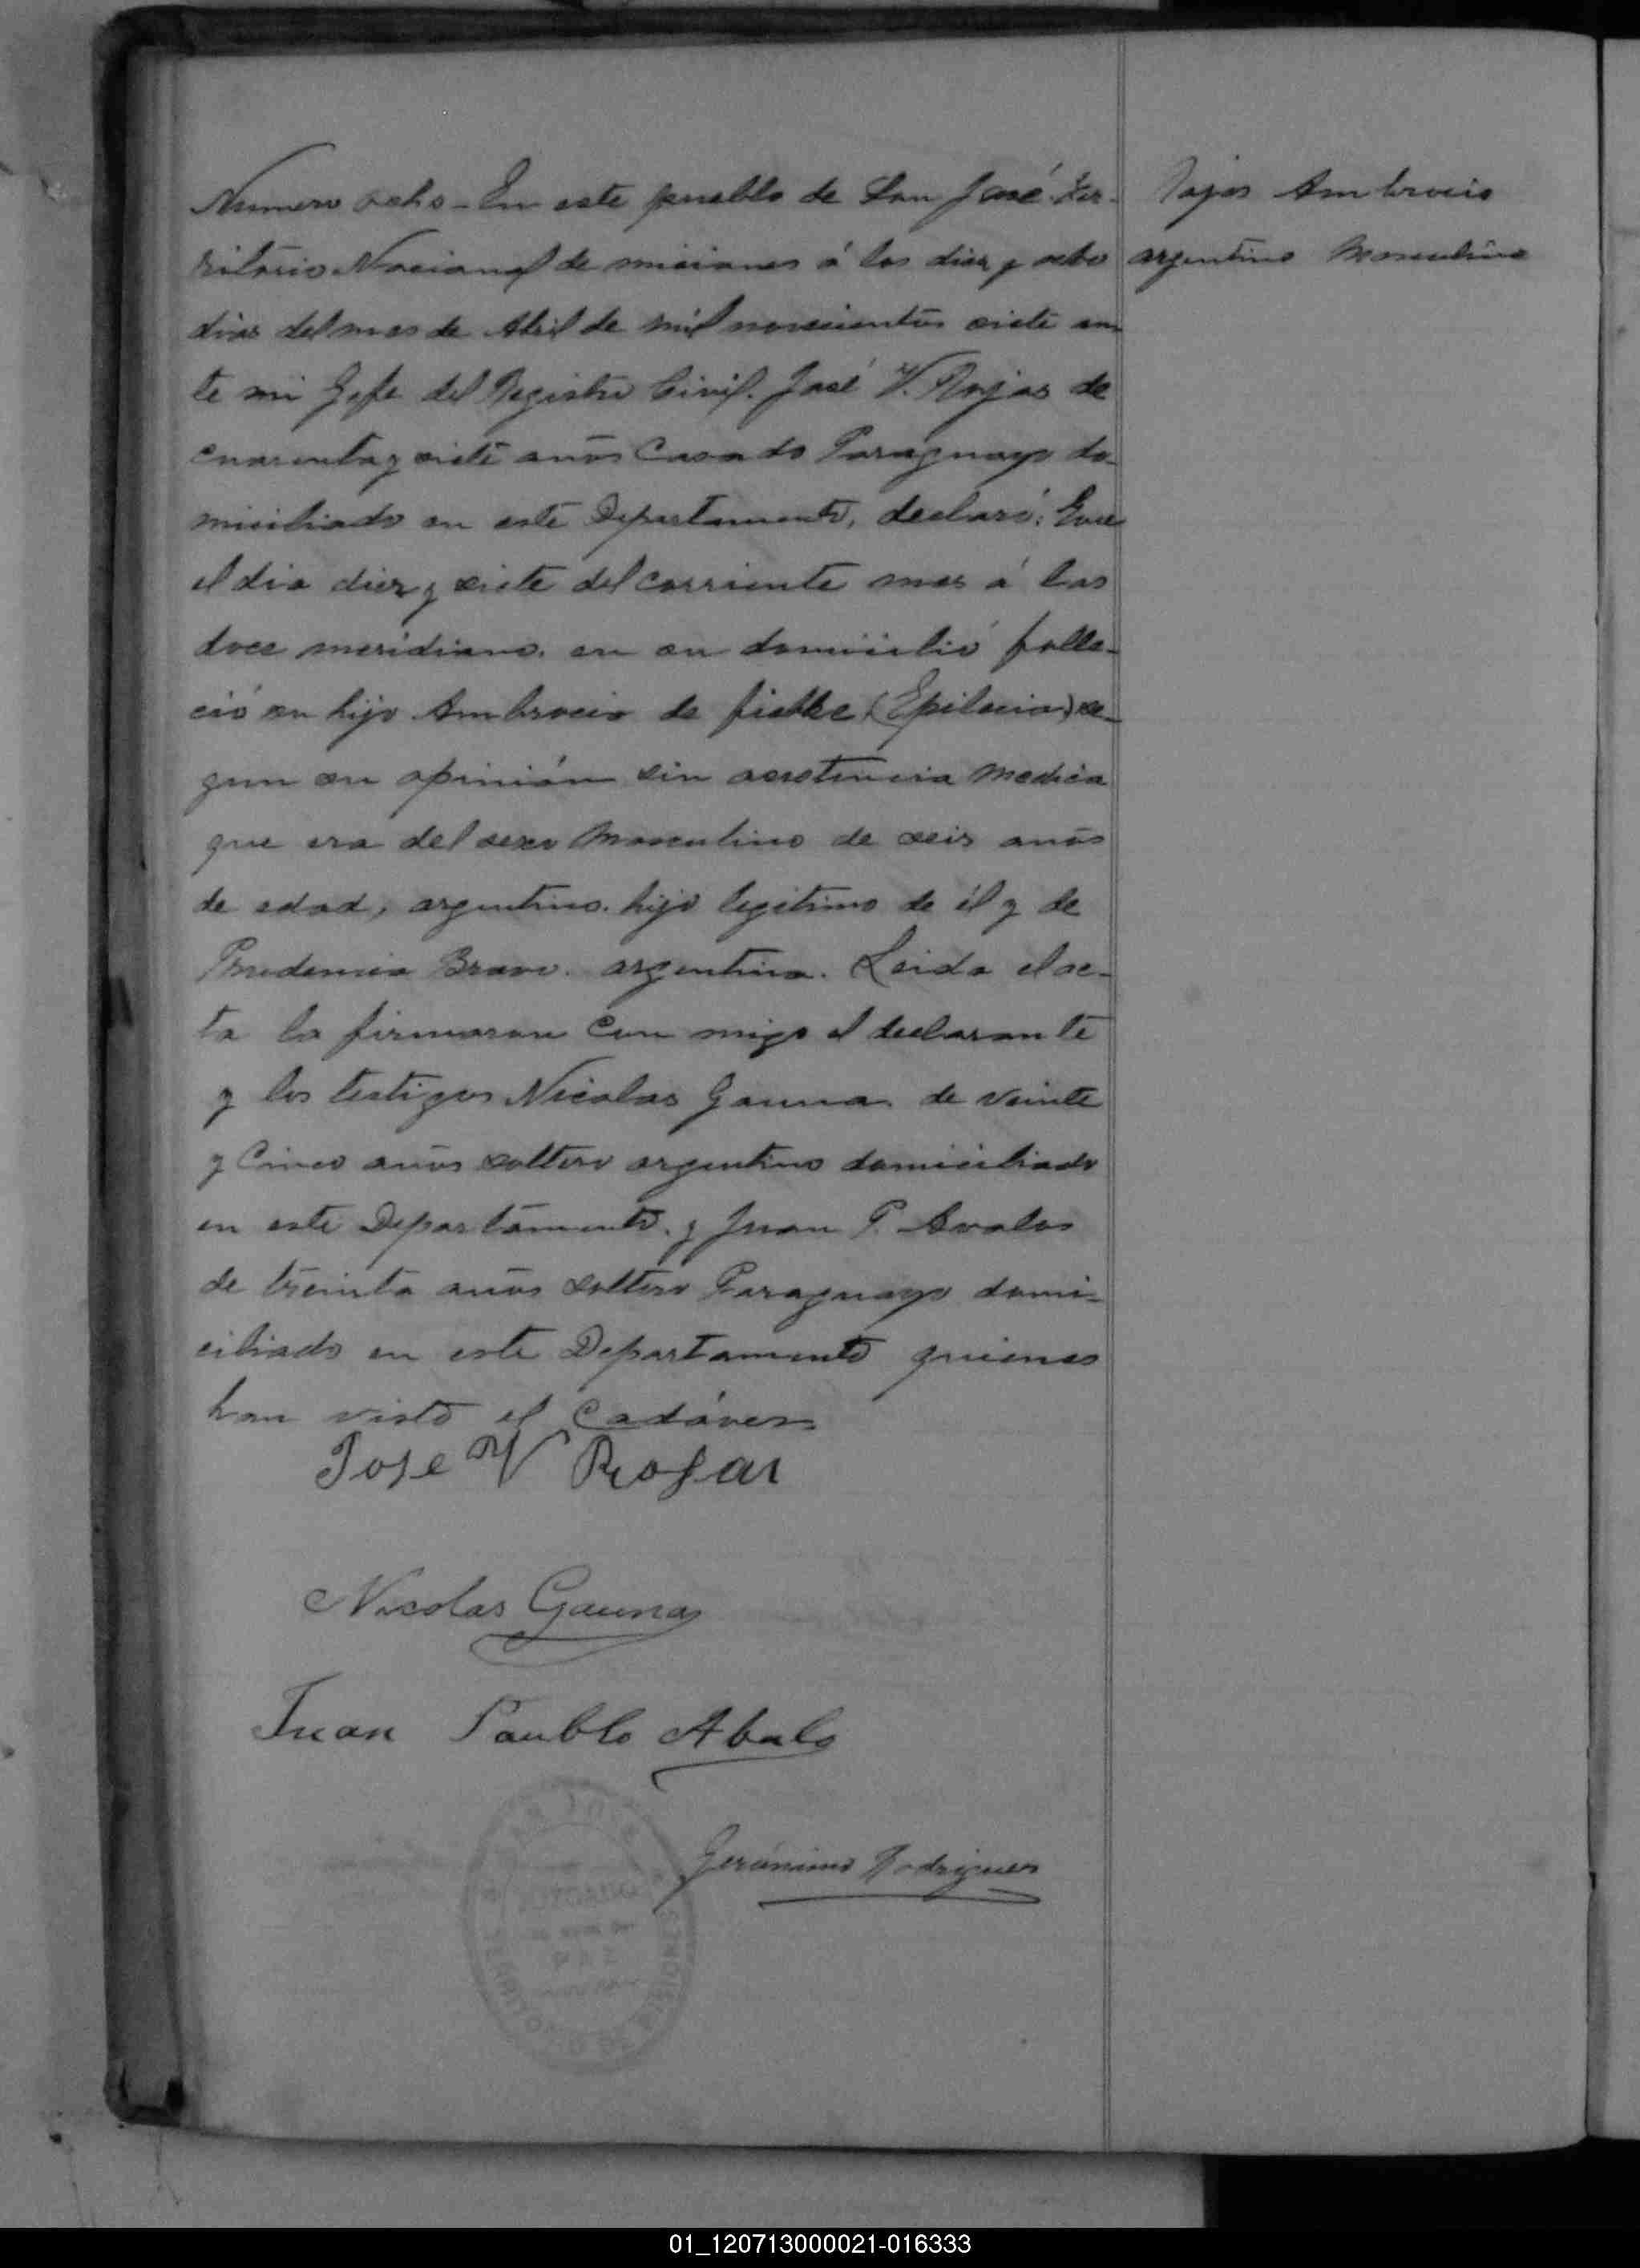 Numero ocho - En este pueblo de San José Ter-
ritorio Nacional de Misiones á los diez y ocho
dias del mes de Abril de mil novecientos siete an
te mi Gefe del Registro Civil. José V. Rojas de
cuarenta y siete años Casado Paraguayo do-
miciliado en este Departamento, declaró: Que
el dia diez y siete del corriente mes á las
doce meridiano. en su domicilio falle-
ció su hijo Ambrocio de fiebre (Epilecia) se-
gun su opinión sin asistencia medica
que era del sexo Masculino de seis años
de edad, argentino. hijo legitimo de él y de
Prudencia Bravo. argentina. Leida el ac-
ta la firmaron con migo el declarante
y los testigos Nicolas Gauna de veinte
y Cinco años soltero argentino domiciliado
en este Departamento. y Juan P. Avalos
de treinta años soltero Paraguayo domi-
ciliado en este Departamento quienes
han visto el Cadáver
Jose V Rojas
Nicolas Gauna
Juan Paublo Abalo
Gerónimo Rodriguez
Rojas Ambrocio
argentino Masculino
01_120713000021-016333